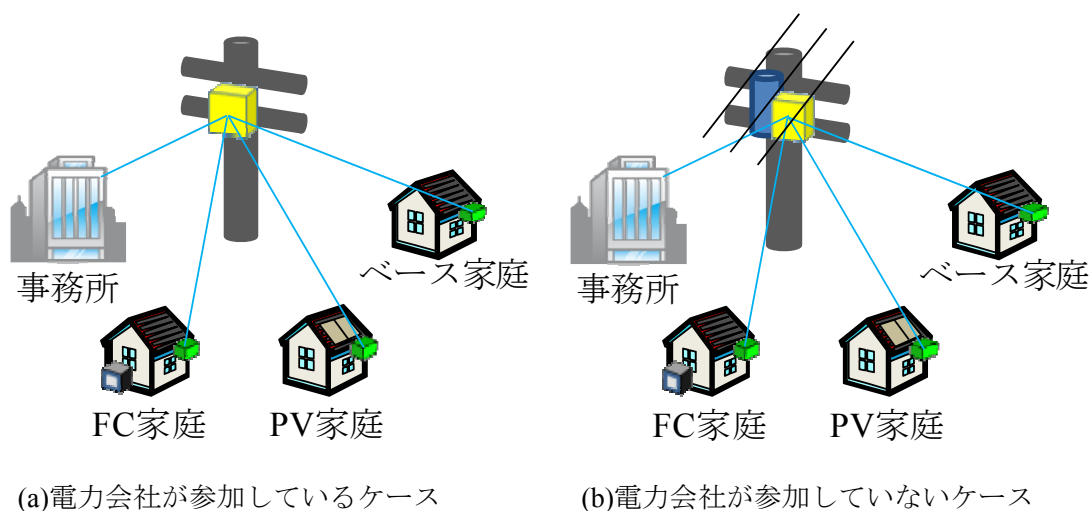 事務所
ベース家庭
FC家庭
PV家庭
(a)電力会社が参加しているケース
事務所
ベース家庭
FC家庭
PV家庭
(b)電力会社が参加していないケース